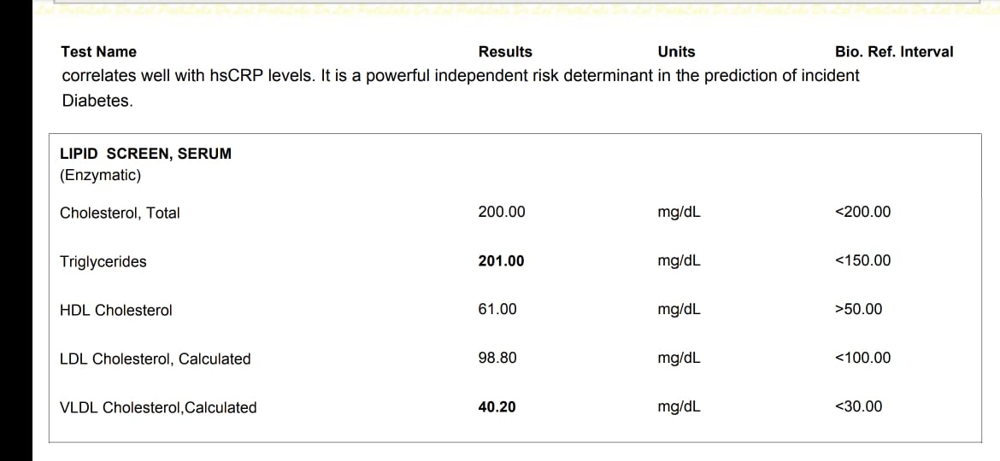 Test Name Results Units Bio. Ref. Interval
correlates well with hsCRP levels. It is a powerful independent risk determinant in the prediction of incident
Diabetes.
LIPID SCREEN, SERUM
(Enzymatic)
Cholesterol, Total 200.00 mg/dL <200.00
Triglycerides 201.00 mg/dL <150.00
HDL Cholesterol 61.00 mg/dL >50.00
LDL Cholesterol, Calculated 98.80 mg/dL <100.00
VLDL Cholesterol,Calculated 40.20 mg/dL <30.00